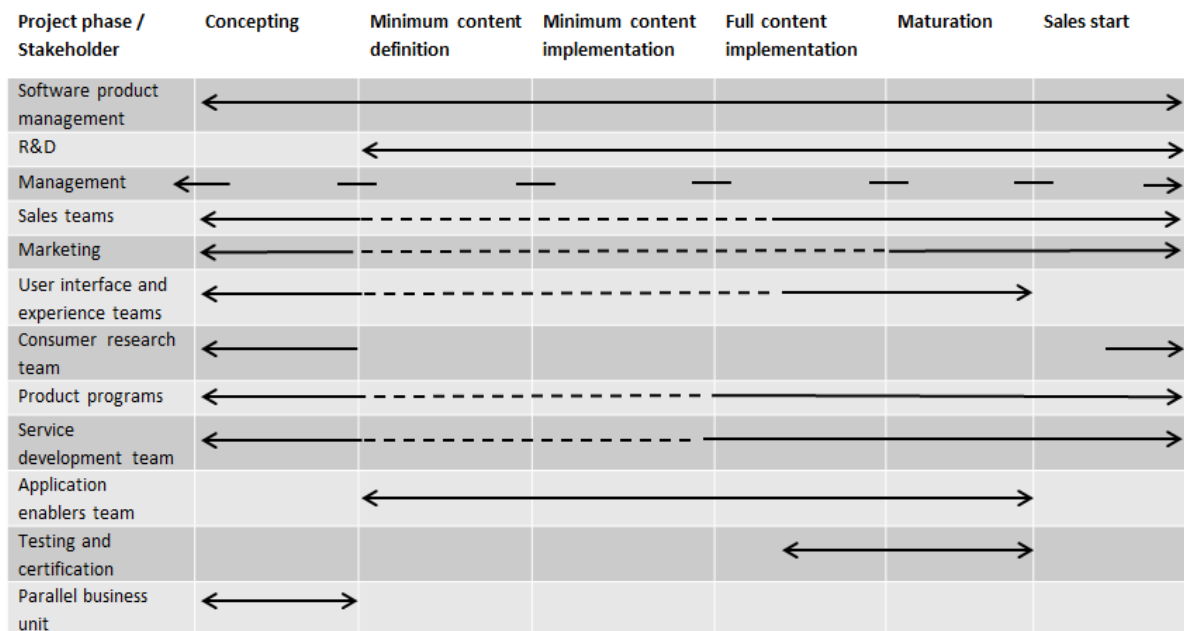 Project phase / Concepting Minimum content Minimum content Full content Maturation Sales start
Stakeholder definition implementation implementation
Software product
management
R&D
Management
Sales teams
Marketing
User interface and
experience teams
Consumer research
team
Product programs
Service
development team
Application
enablers team
Testing and
certification
Parallel business
unit